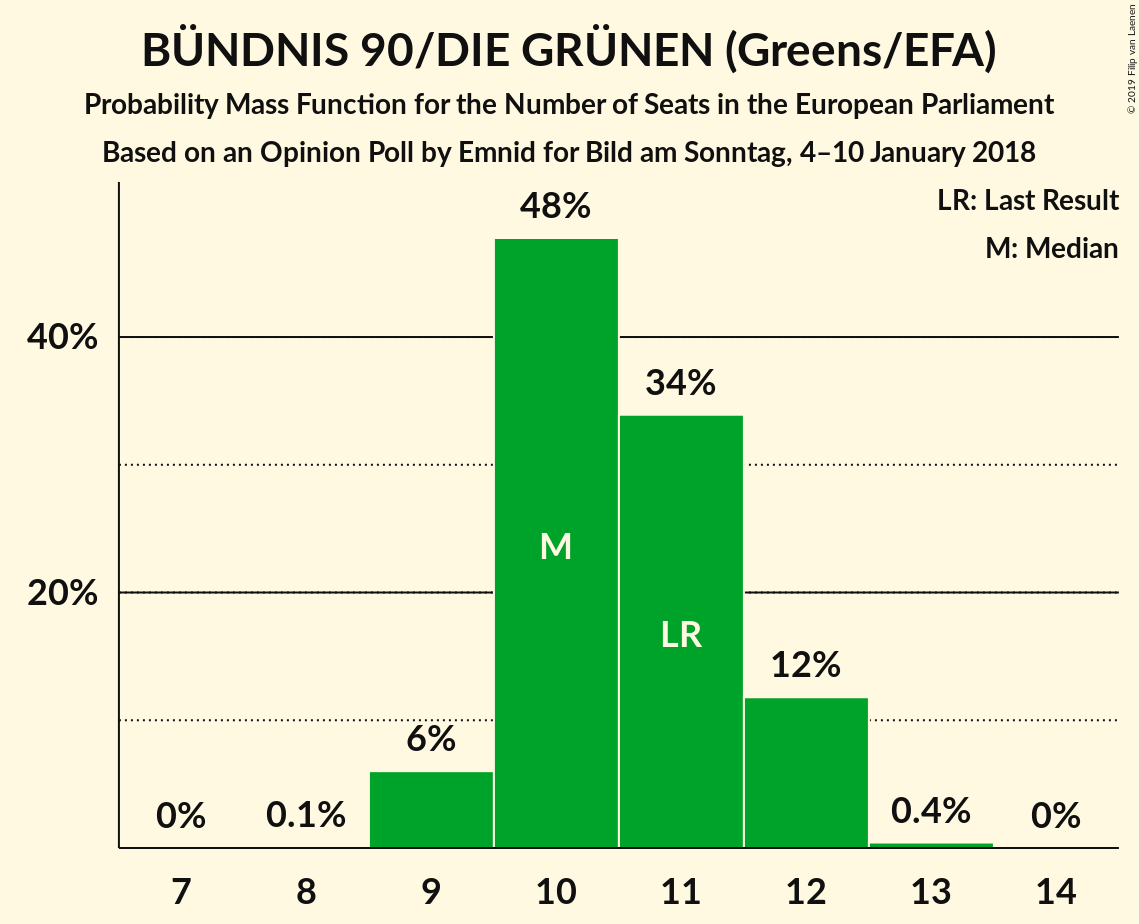 BÜNDNIS 90/DIE GRÜNEN (Greens/EFA)
Probability Mass Function for the Number of Seats in the European Parliament
Based on an Opinion Poll by Emnid for Bild am Sonntag, 4–10 January 2018
© 2019 Filip van Laenen
LR: Last Result
M: Median
48%
40%
34%
M
20%
LR
12%
6%
0%
0.1%
0.4%
0%
7 8 9 10 11 12 13 14